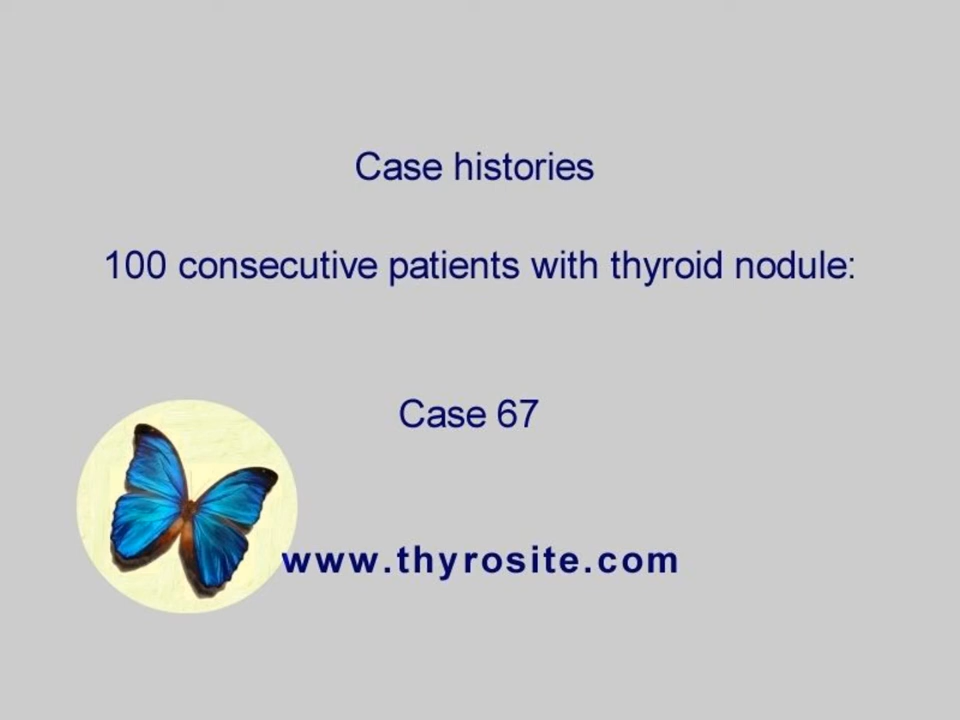 Case histories
100 consecutive patients with thyroid nodule:
Case 67
www.thyrosite.com